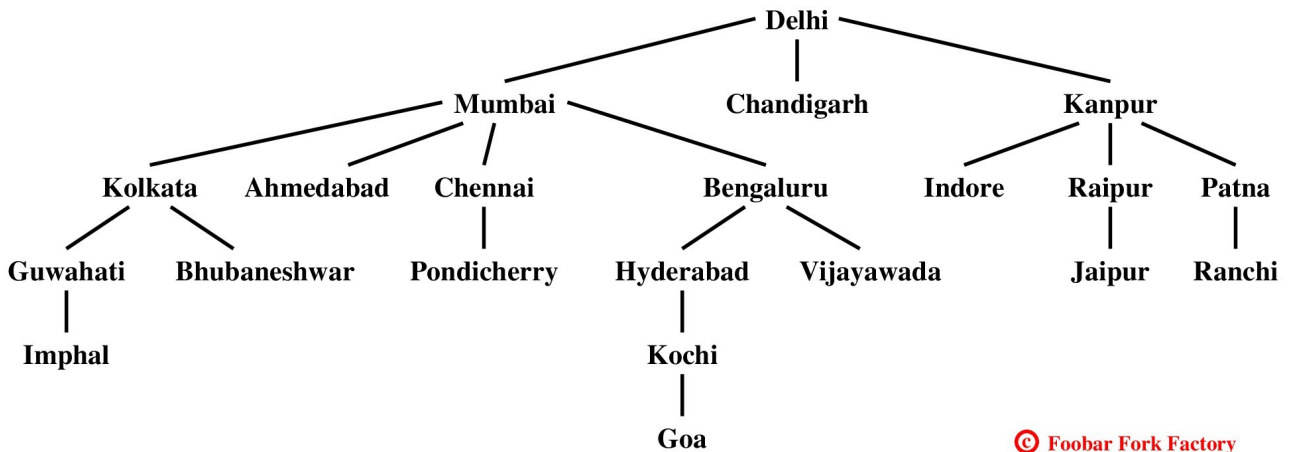 Delhi
Mumbai Chandigarh Kanpur
Kolkata Ahmedabad Chennai Bengaluru Indore Raipur Patna
Guwahati Bhubaneshwar Pondicherry Hyderabad Vijayawada Jaipur Ranchi
Imphal Kochi
Goa
© Foobar Fork Factory